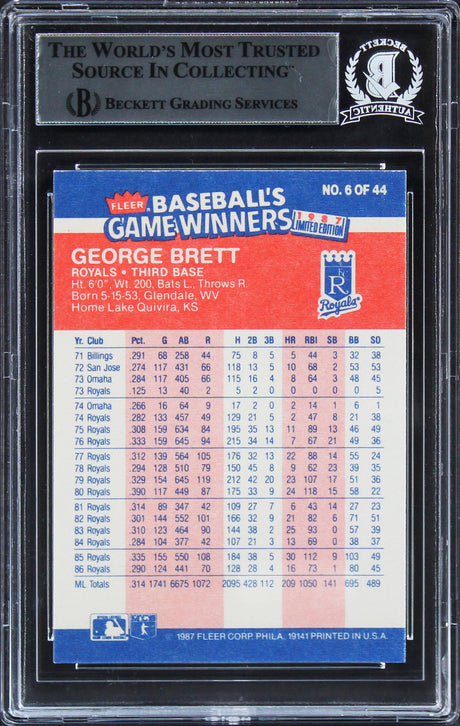 THE WORLD'S MOST TRUSTED
SOURCE IN COLLECTING™
B BECKETT GRADING SERVICES
BECKETT
B
AUTHENTIC
NO. 6 OF 44
FLEER BASEBALL'S
GAME WINNERS 1987
LIMITED EDITION
GEORGE BRETT
ROYALS • THIRD BASE
Ht. 6'0", Wt. 200, Bats L., Throws R.
Born 5-15-53, Glendale, WV
Home Lake Quivira, KS
R
Royals
Yr. Club Pct. G AB R H 2B 3B HR RBI SB BB SO
71 Billings .291 68 258 44 75 8 5 5 44 3 32 38
72 San Jose .274 117 431 66 118 13 5 10 68 2 53 53
73 Omaha .284 117 405 66 115 16 4 8 64 3 48 45
73 Royals .125 13 40 2 5 2 0 0 0 0 0 5
74 Omaha .266 16 64 9 17 2 0 2 14 1 6 1
74 Royals .282 133 457 49 129 21 5 2 47 8 21 38
75 Royals .308 159 634 84 195 35 13 11 89 13 46 49
76 Royals .333 159 645 94 215 34 14 7 67 21 49 36
77 Royals .312 139 564 105 176 32 13 22 88 14 55 24
78 Royals .294 128 510 79 150 45 8 9 62 23 39 35
79 Royals .329 154 645 119 212 42 20 23 107 17 51 36
80 Royals .390 117 449 87 175 33 9 24 118 15 58 22
81 Royals .314 89 347 42 109 27 7 6 43 14 27 23
82 Royals .301 144 552 101 166 32 9 21 82 6 71 51
83 Royals .310 123 464 90 144 38 2 25 93 0 57 39
84 Royals .284 104 377 42 107 21 3 13 69 0 38 37
85 Royals .335 155 550 108 184 38 5 30 112 9 103 49
86 Royals .290 124 441 70 128 28 4 16 73 1 80 45
ML Totals .314 1741 6675 1072 2095 428 112 209 1050 141 695 489
1987 FLEER CORP. PHILA. 19141 PRINTED IN U.S.A.